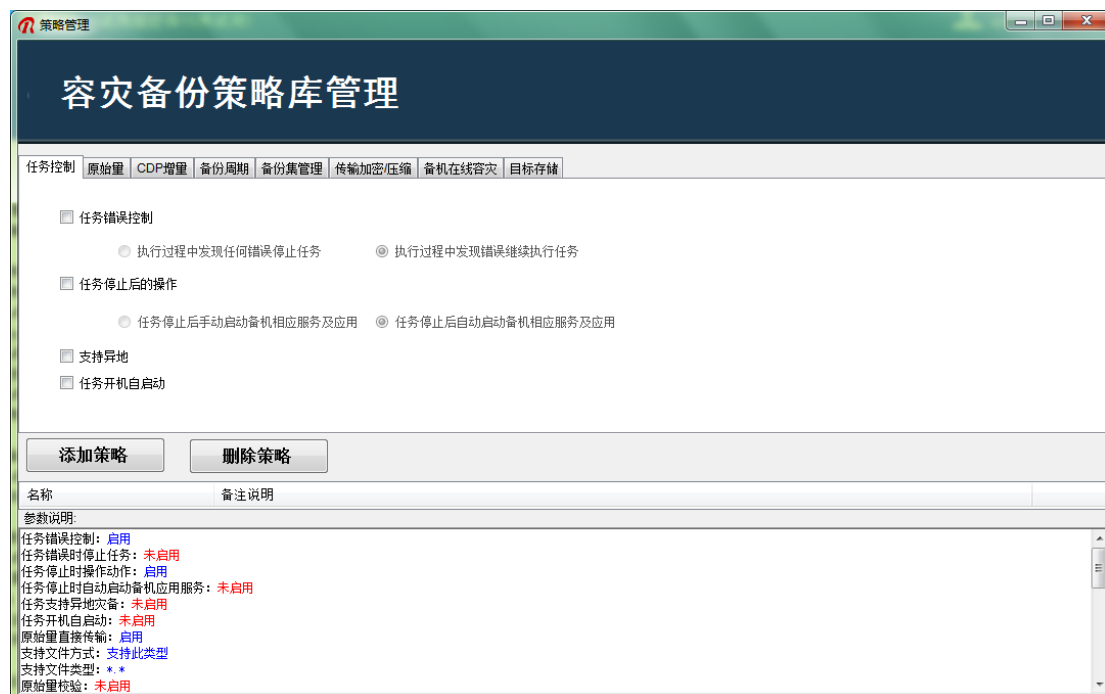 策略管理
容灾备份策略库管理
任务控制 原始量 CDP增量 备份周期 备份集管理 传输加密/压缩 备机在线容灾 目标存储
任务错误控制
执行过程中发现任何错误停止任务 执行过程中发现错误继续执行任务
任务停止后的操作
任务停止后手动启动备机相应服务及应用 任务停止后自动启动备机相应服务及应用
支持异地
任务开机自启动
添加策略 删除策略
名称 备注说明
参数说明:
任务错误控制：启用
任务错误时停止任务：未启用
任务停止时操作动作：启用
任务停止时自动启动备机应用服务：未启用
任务支持异地灾备：未启用
任务开机自启动：未启用
原始量直接传输：启用
支持文件方式：支持此类型
支持文件类型：*.*
原始量校验：未启用